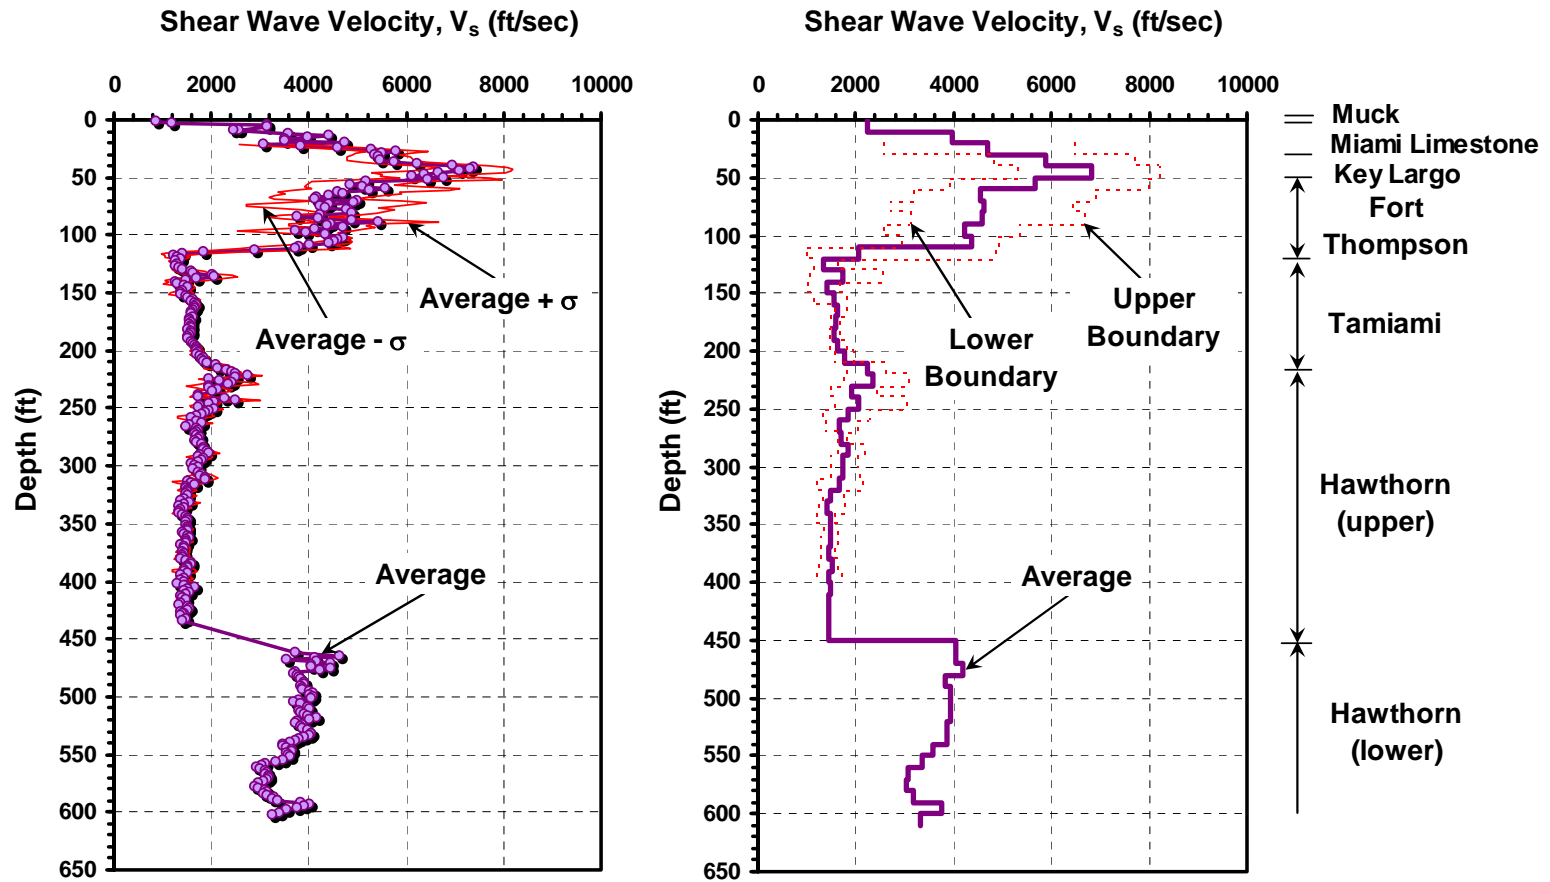 Shear Wave Velocity, Vs (ft/sec)
0 2000 4000 6000 8000 10000
Depth (ft)
0
50
100
150
200
250
300
350
400
450
500
550
600
650
Average + σ
Average - σ
Average
Shear Wave Velocity, Vs (ft/sec)
0 2000 4000 6000 8000 10000
Depth (ft)
0
50
100
150
200
250
300
350
400
450
500
550
600
650
Lower
Boundary
Upper
Boundary
Average
Muck
Miami Limestone
Key Largo
Fort
Thompson
Tamiami
Hawthorn
(upper)
Hawthorn
(lower)